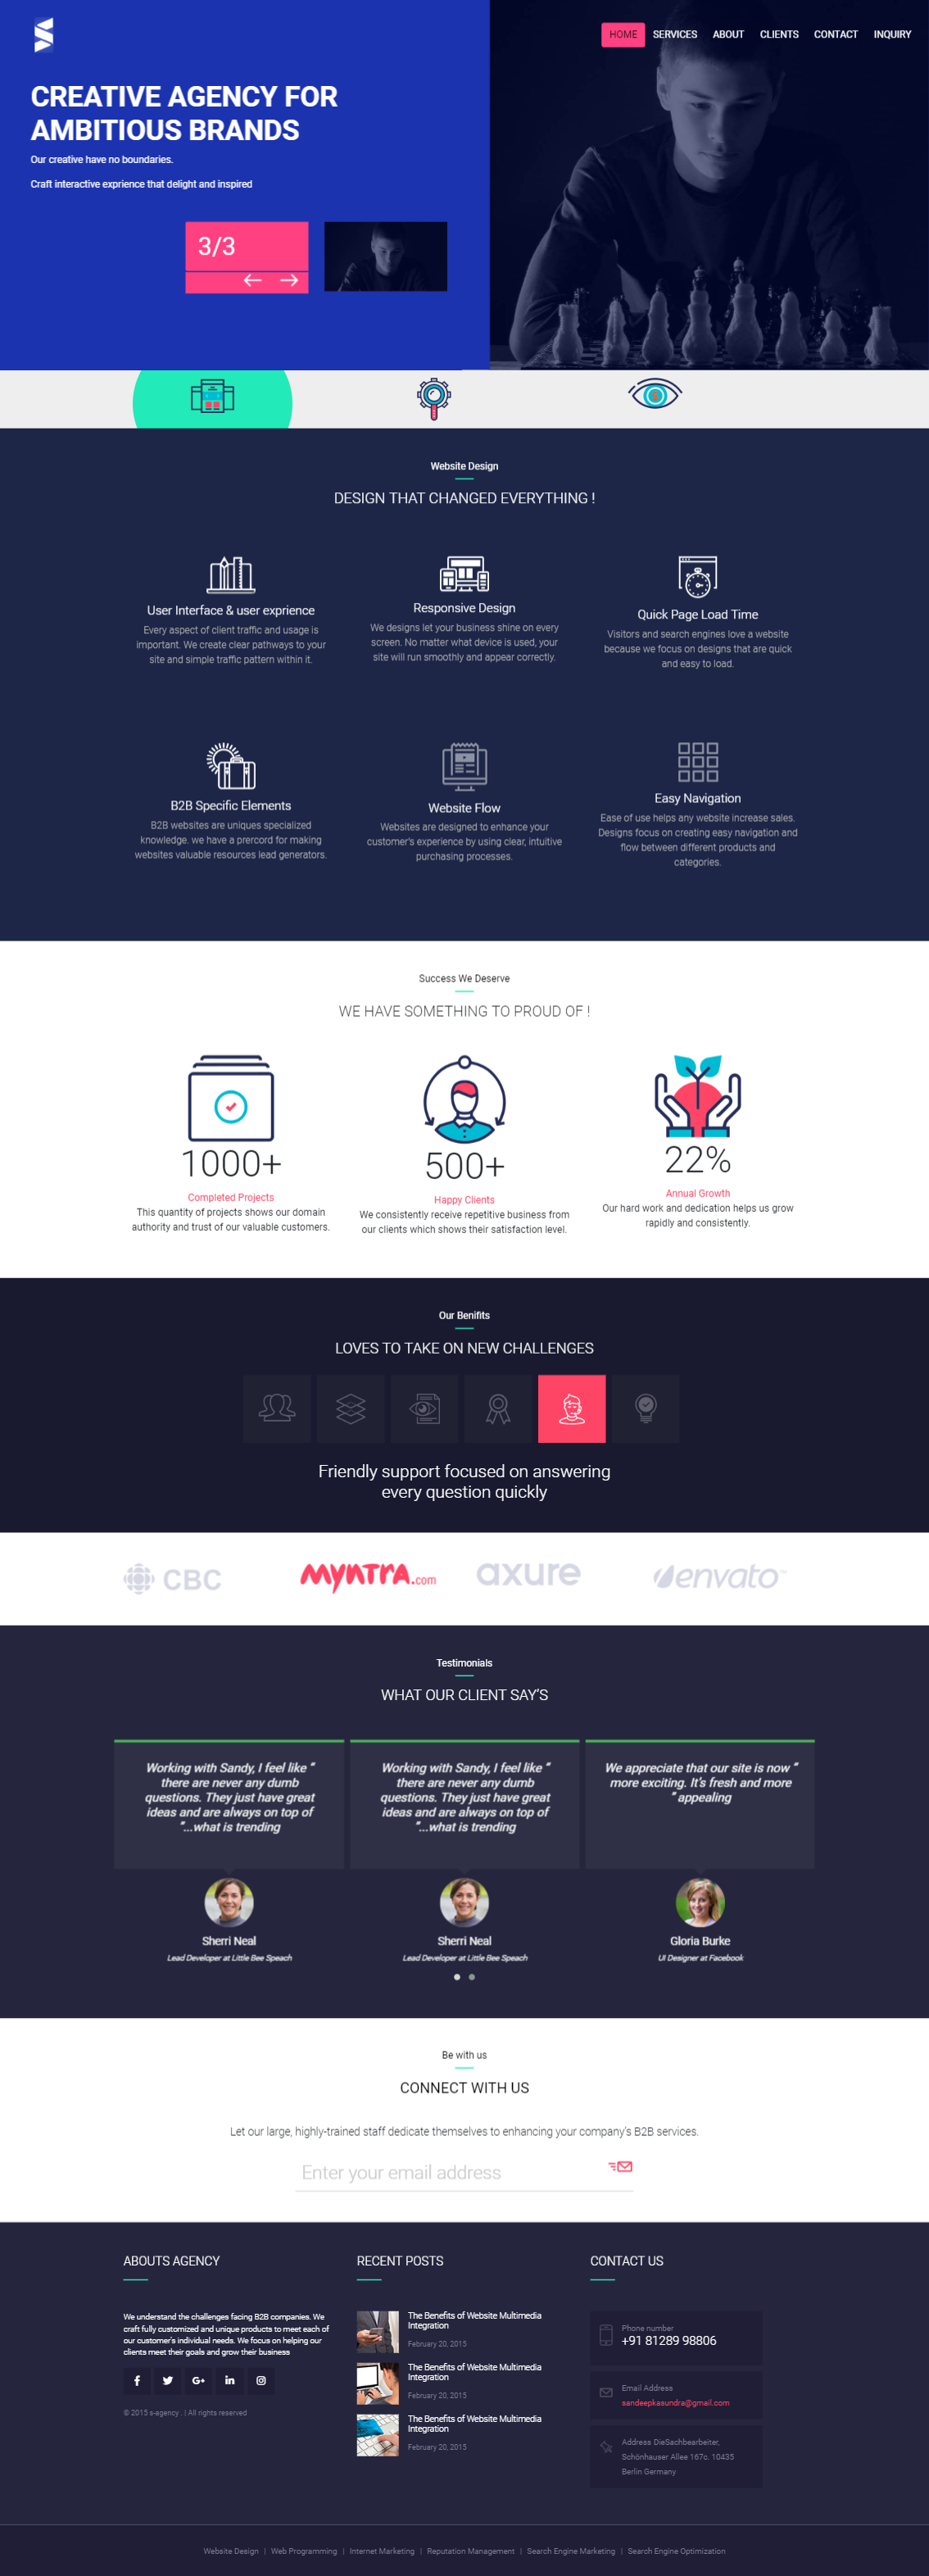 HOME SERVICES ABOUT CLIENTS CONTACT INQUIRY
CREATIVE AGENCY FOR
AMBITIOUS BRANDS
Our creative have no boundaries.
Craft interactive exprience that delight and inspired
3/3
Website Design
DESIGN THAT CHANGED EVERYTHING !
User Interface & user exprience
Every aspect of client traffic and usage is
important. We create clear pathways to your
site and simple traffic pattern within it.
Responsive Design
We designs let your business shine on every
screen. No matter what device is used, your
site will run smoothly and appear correctly.
Quick Page Load Time
Visitors and search engines love a website
because we focus on designs that are quick
and easy to load.
B2B Specific Elements
B2B websites are uniques specialized
knowledge. we have a prercord for making
websites valuable resources lead generators.
Website Flow
Websites are designed to enhance your
customer's experience by using clear, intuitive
purchasing processes.
Easy Navigation
Ease of use helps any website increase sales.
Designs focus on creating easy navigation and
flow between different products and
categories.
Success We Deserve
WE HAVE SOMETHING TO PROUD OF !
1000+
Completed Projects
This quantity of projects shows our domain
authority and trust of our valuable customers.
500+
Happy Clients
We consistently receive repetitive business from
our clients which shows their satisfaction level.
22%
Annual Growth
Our hard work and dedication helps us grow
rapidly and consistently.
Our Benifits
LOVES TO TAKE ON NEW CHALLENGES
Friendly support focused on answering
every question quickly
CBC
Myntra.com
axure
envato
Testimonials
WHAT OUR CLIENT SAY'S
Working with Sandy, I feel like “
there are never any dumb
questions. They just have great
ideas and are always on top of
”...what is trending
Sherri Neal
Lead Developer at Little Bee Speach
Working with Sandy, I feel like “
there are never any dumb
questions. They just have great
ideas and are always on top of
”...what is trending
Sherri Neal
Lead Developer at Little Bee Speach
We appreciate that our site is now “
more exciting. It's fresh and more
” appealing
Gloria Burke
UI Designer at Facebook
Be with us
CONNECT WITH US
Let our large, highly-trained staff dedicate themselves to enhancing your company's B2B services.
Enter your email address
ABOUTS AGENCY
We understand the challenges facing B2B companies. We
craft fully customized and unique products to meet each of
our customer's individual needs. We focus on helping our
clients meet their goals and grow their business
© 2015 s-egency . | All rights reserved
RECENT POSTS
The Benefits of Website Multimedia
Integration
February 20, 2015
The Benefits of Website Multimedia
Integration
February 20, 2015
The Benefits of Website Multimedia
Integration
February 20, 2015
CONTACT US
Phone number
+91 81289 98806
Email Address
sandeepkasundra@gmail.com
Address DieSachbearbeiter,
Schönhauser Allee 167c, 10435
Berlin Germany
Website Design | Web Programming | Internet Marketing | Reputation Management | Search Engine Marketing | Search Engine Optimization